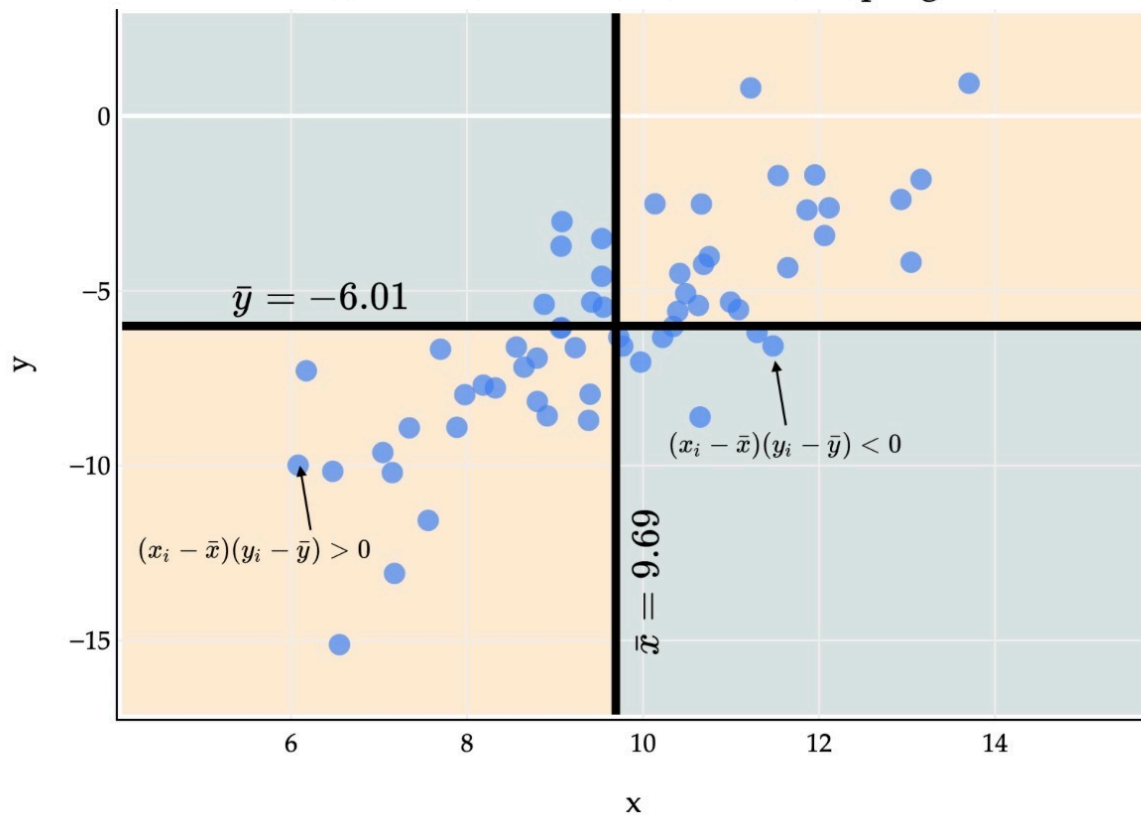 0
−5
−10
−15
y
ȳ = −6.01
(xᵢ − x̄)(yᵢ − ȳ) < 0
(xᵢ − x̄)(yᵢ − ȳ) > 0
x̄ = 9.69
6 8 10 12 14
x